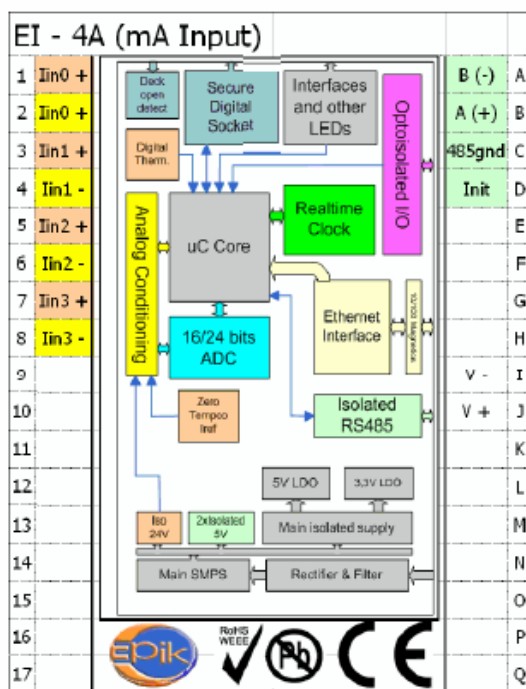 EI - 4A (mA Input)
1 Iin0 + B (-) A
2 Iin0 + A (+) B
3 Iin1 + 485gnd C
4 Iin1 - Init D
5 Iin2 + E
6 Iin2 - F
7 Iin3 + G
8 Iin3 - H
9 V - I
10 V + J
11 K
12 L
13 M
14 N
15 O
16 P
17 Q
Deck open detect.
Secure Digital Socket
Interfaces and other LEDs
Optoisolated I/O
Digital Therm.
Analog Conditioning
uC Core
Realtime Clock
16/24 bits ADC
Ethernet Interface
10/100 Magnetics
Zero Tempco Iref
Isolated RS485
5V LDO
3,3V LDO
Iso 24V
2xIsolated 5V
Main isolated supply
Main SMPS
Rectifier & Filter
EPik
RoHS
WEEE
Pb
CE